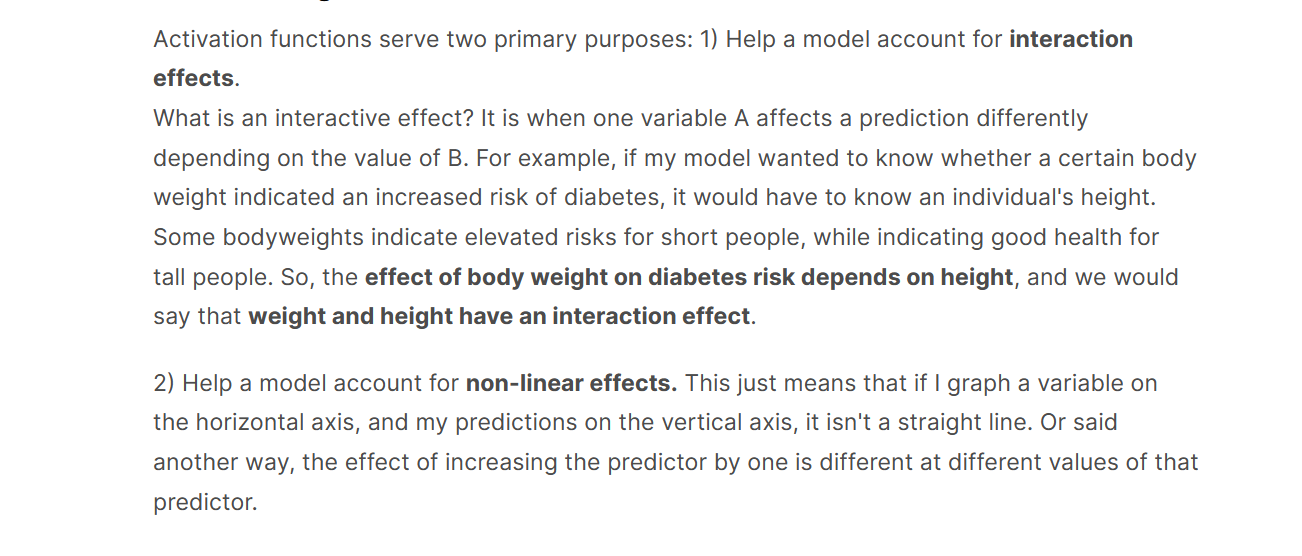 Activation functions serve two primary purposes: 1) Help a model account for interaction
effects.
What is an interactive effect? It is when one variable A affects a prediction differently
depending on the value of B. For example, if my model wanted to know whether a certain body
weight indicated an increased risk of diabetes, it would have to know an individual's height.
Some bodyweights indicate elevated risks for short people, while indicating good health for
tall people. So, the effect of body weight on diabetes risk depends on height, and we would
say that weight and height have an interaction effect.
2) Help a model account for non-linear effects. This just means that if I graph a variable on
the horizontal axis, and my predictions on the vertical axis, it isn't a straight line. Or said
another way, the effect of increasing the predictor by one is different at different values of that
predictor.